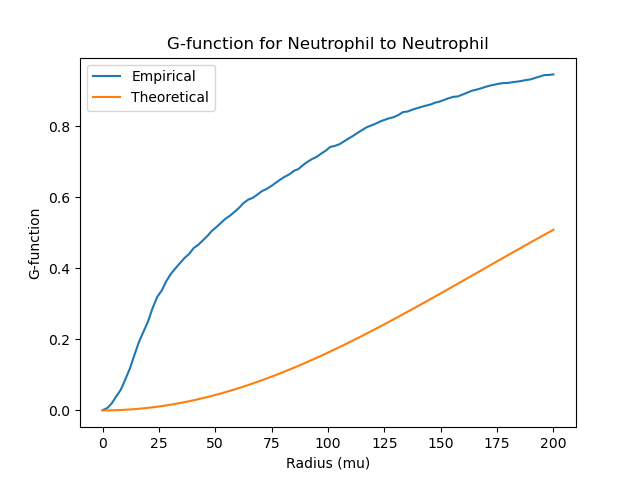 G-function for Neutrophil to Neutrophil
Empirical
Theoretical
G-function
0.8
0.6
0.4
0.2
0.0
0 25 50 75 100 125 150 175 200
Radius (mu)